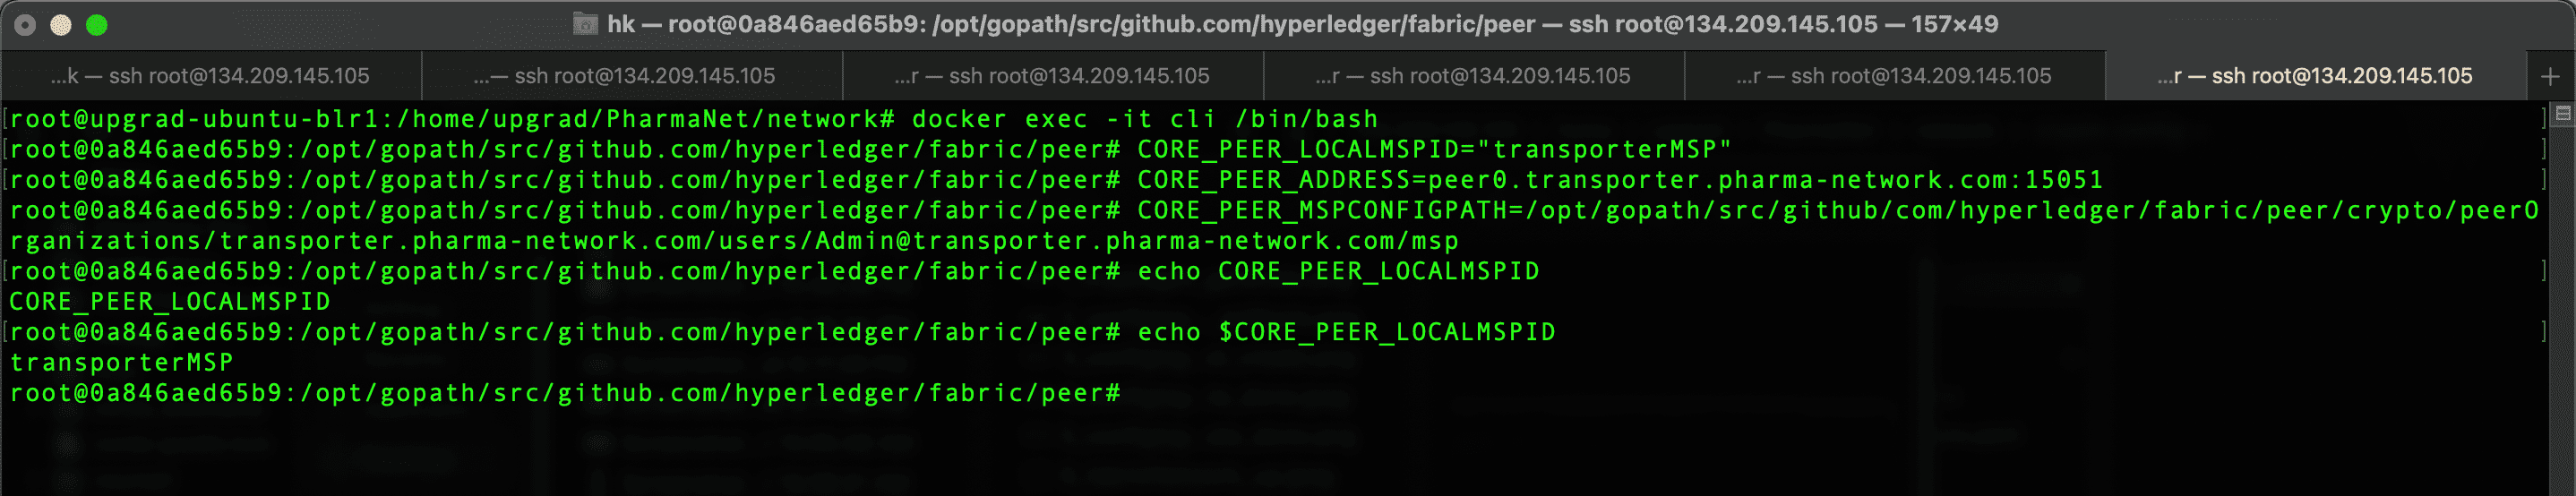 hk — root@0a846aed65b9: /opt/gopath/src/github.com/hyperledger/fabric/peer — ssh root@134.209.145.105 — 157×49
...k — ssh root@134.209.145.105
...— ssh root@134.209.145.105
...r — ssh root@134.209.145.105
...r — ssh root@134.209.145.105
...r — ssh root@134.209.145.105
...r — ssh root@134.209.145.105
[root@upgrad-ubuntu-blr1:/home/upgrad/PharmaNet/network# docker exec -it cli /bin/bash ]
[root@0a846aed65b9:/opt/gopath/src/github.com/hyperledger/fabric/peer# CORE_PEER_LOCALMSPID="transporterMSP" ]
[root@0a846aed65b9:/opt/gopath/src/github.com/hyperledger/fabric/peer# CORE_PEER_ADDRESS=peer0.transporter.pharma-network.com:15051 ]
root@0a846aed65b9:/opt/gopath/src/github.com/hyperledger/fabric/peer# CORE_PEER_MSPCONFIGPATH=/opt/gopath/src/github/com/hyperledger/fabric/peer/crypto/peerO
rganizations/transporter.pharma-network.com/users/Admin@transporter.pharma-network.com/msp
[root@0a846aed65b9:/opt/gopath/src/github.com/hyperledger/fabric/peer# echo CORE_PEER_LOCALMSPID ]
CORE_PEER_LOCALMSPID
[root@0a846aed65b9:/opt/gopath/src/github.com/hyperledger/fabric/peer# echo $CORE_PEER_LOCALMSPID ]
transporterMSP
root@0a846aed65b9:/opt/gopath/src/github.com/hyperledger/fabric/peer#